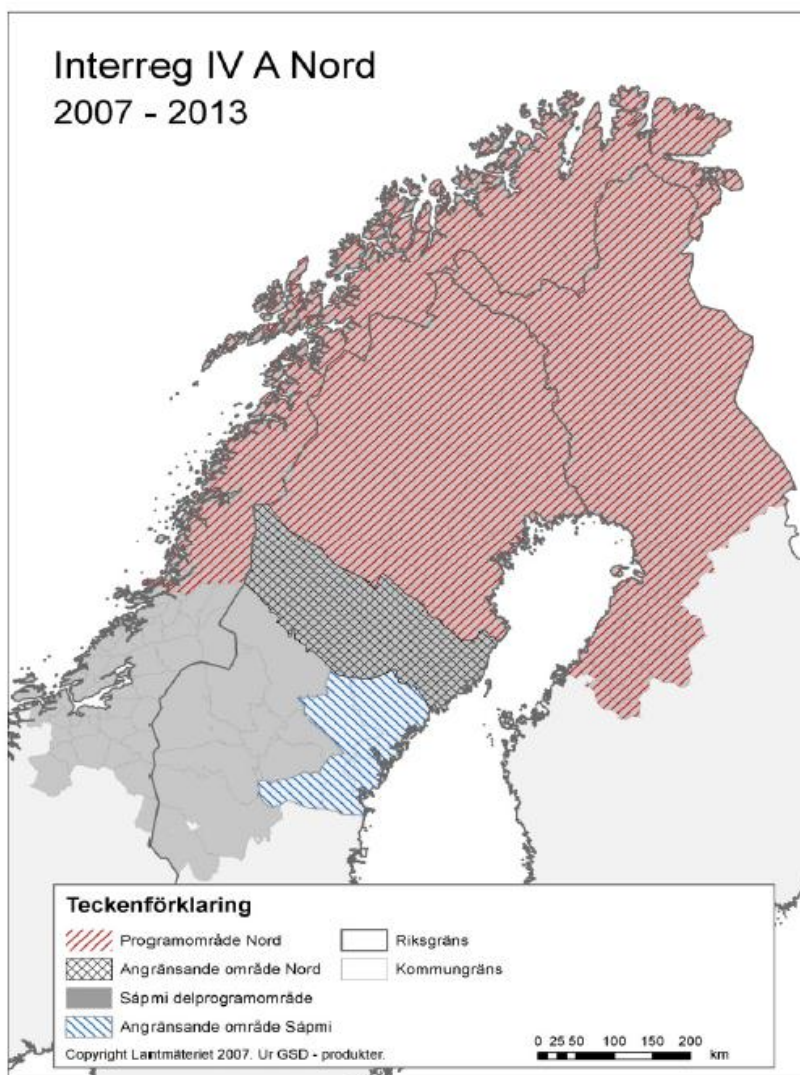 Interreg IV A Nord
2007 - 2013
Teckenförklaring
Programområde Nord
Angränsande område Nord
Sápmi delprogramområde
Angränsande område Sápmi
Riksgräns
Kommungräns
Copyright Lantmäteriet 2007. Ur GSD - produkter.
0 25 50 100 150 200
km